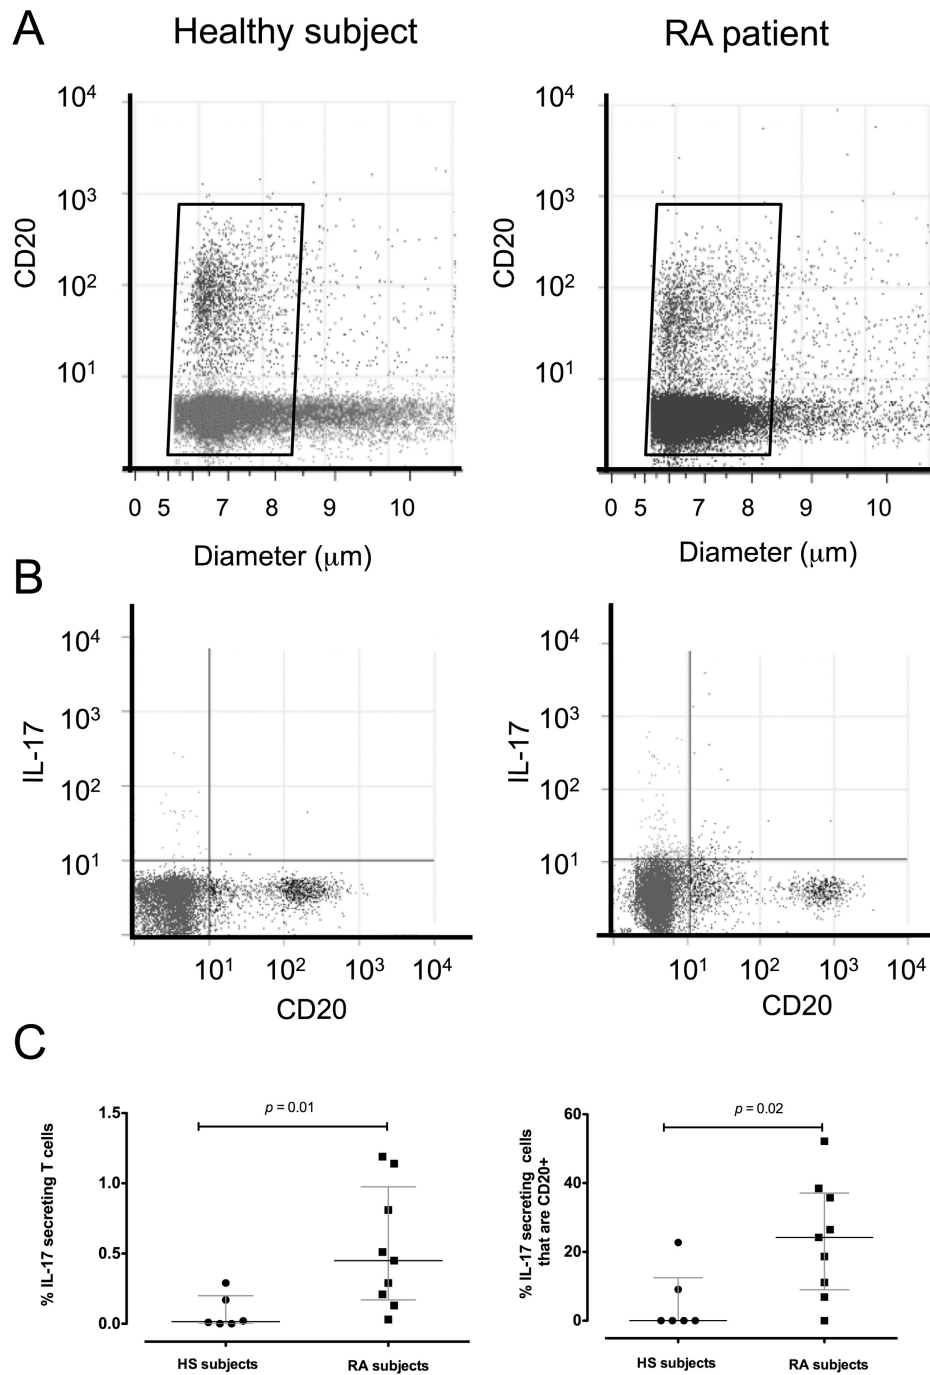 A
Healthy subject
RA patient
10⁴
10³
10²
10¹
CD20
0 5 7 8 9 10
Diameter (μm)
10⁴
10³
10²
10¹
CD20
0 5 7 8 9 10
Diameter (μm)
B
10⁴
10³
10²
10¹
IL-17
10¹ 10² 10³ 10⁴
CD20
10⁴
10³
10²
10¹
IL-17
10¹ 10² 10³ 10⁴
CD20
C
p = 0.01
1.5
1.0
0.5
0.0
% IL-17 secreting T cells
HS subjects
RA subjects
p = 0.02
60
40
20
0
% IL-17 secreting cells
that are CD20+
HS subjects
RA subjects